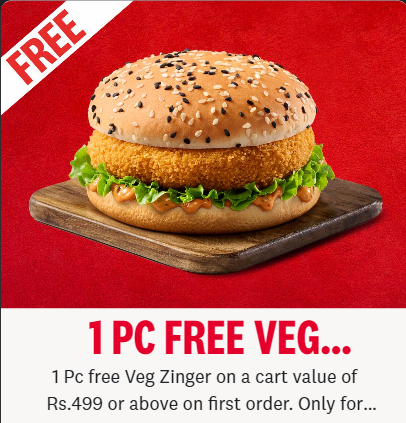 FREE
1 PC FREE VEG...
1 Pc free Veg Zinger on a cart value of
Rs.499 or above on first order. Only for...